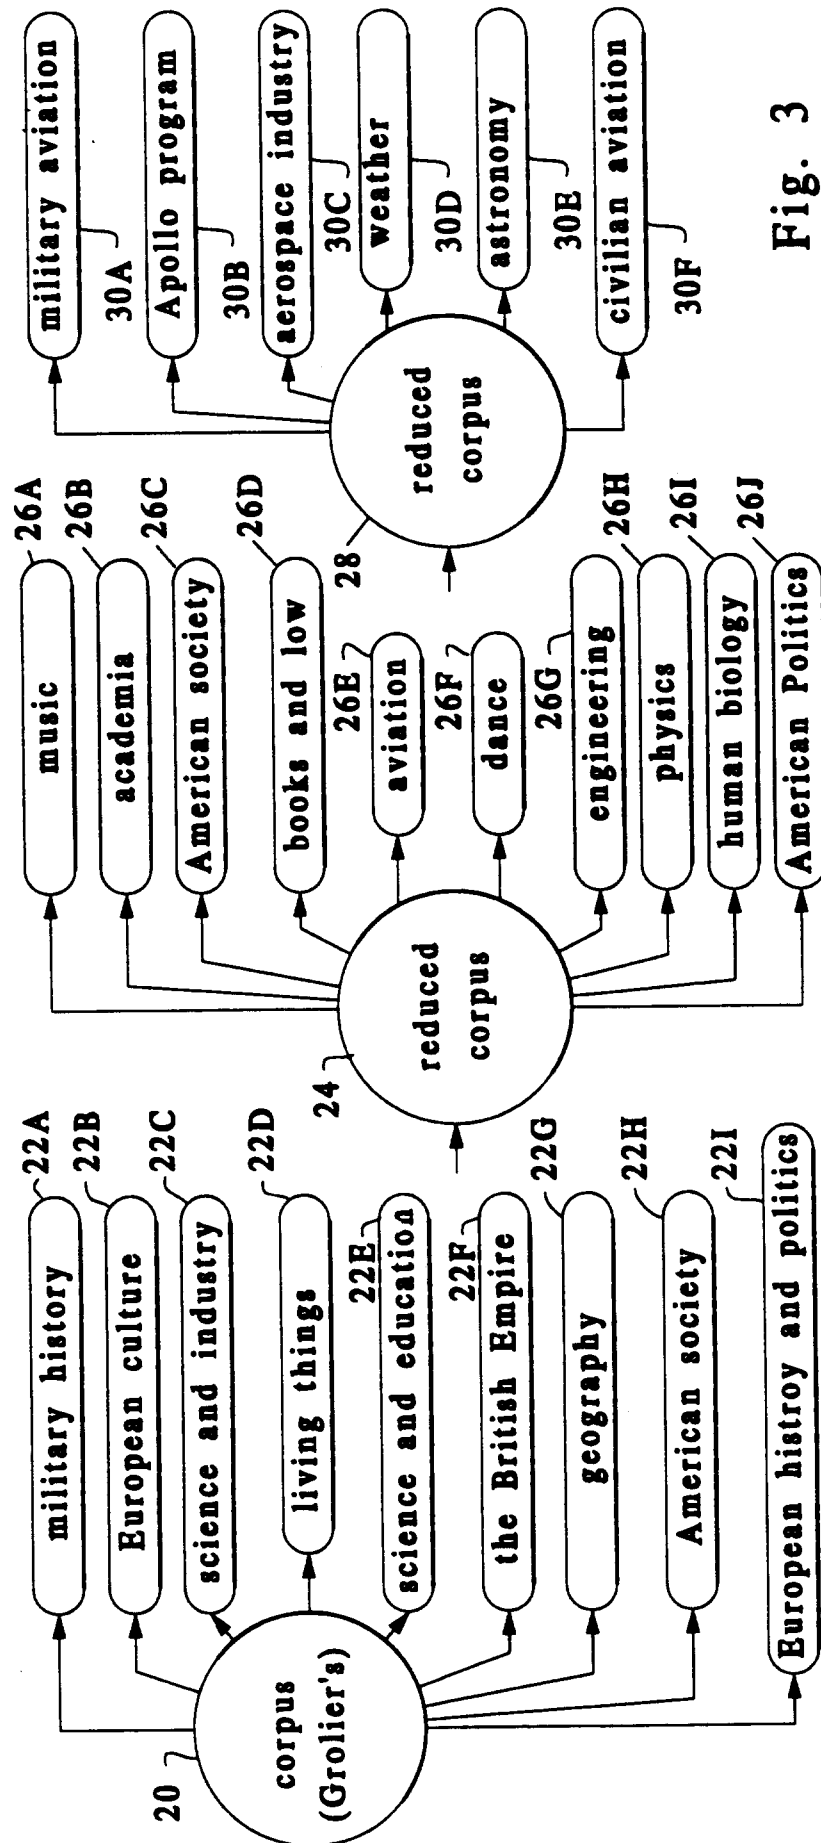 20
corpus
(Grolier's)
military history
22A
European culture
22B
science and industry
22C
living things
22D
science and education
22E
the British Empire
22F
geography
22G
American society
22H
European histroy and politics
22I
24
reduced
corpus
music
26A
academia
26B
American society
26C
books and low
26D
aviation
26E
dance
26F
engineering
26G
physics
26H
human biology
26I
American Politics
26J
28
reduced
corpus
military aviation
30A
Apollo program
30B
aerospace industry
30C
weather
30D
astronomy
30E
civilian aviation
30F
Fig. 3